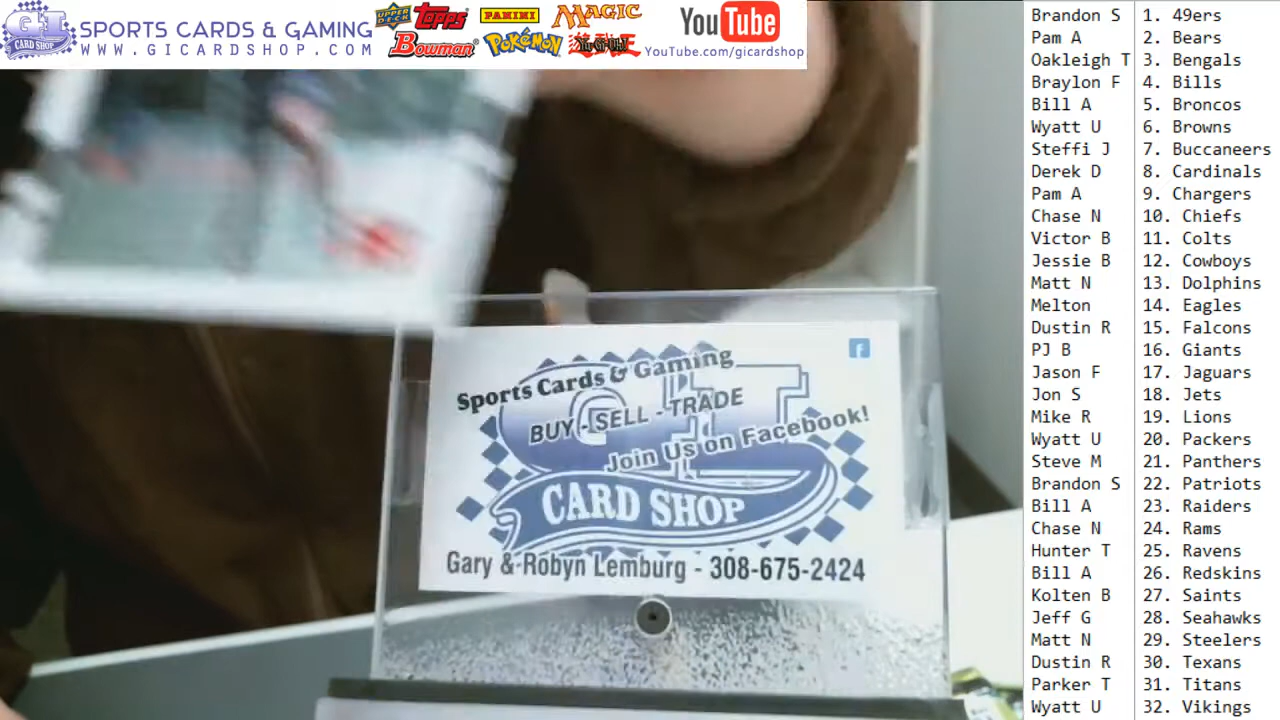 GI CARD SHOP
SPORTS CARDS & GAMING
WWW.GICARDSHOP.COM
UPPER DECK Topps PANINI MAGIC
Bowman Pokémon Yu-Gi-Oh!
YouTube
YouTube.com/gicardshop
Brandon S 1. 49ers
Pam A 2. Bears
Oakleigh T 3. Bengals
Braylon F 4. Bills
Bill A 5. Broncos
Wyatt U 6. Browns
Steffi J 7. Buccaneers
Derek D 8. Cardinals
Pam A 9. Chargers
Chase N 10. Chiefs
Victor B 11. Colts
Jessie B 12. Cowboys
Matt N 13. Dolphins
Melton 14. Eagles
Dustin R 15. Falcons
PJ B 16. Giants
Jason F 17. Jaguars
Jon S 18. Jets
Mike R 19. Lions
Wyatt U 20. Packers
Steve M 21. Panthers
Brandon S 22. Patriots
Bill A 23. Raiders
Chase N 24. Rams
Hunter T 25. Ravens
Bill A 26. Redskins
Kolten B 27. Saints
Jeff G 28. Seahawks
Matt N 29. Steelers
Dustin R 30. Texans
Parker T 31. Titans
Wyatt U 32. Vikings
f
Sports Cards & Gaming
GI
BUY - SELL - TRADE
Join Us on Facebook!
CARD SHOP
Gary & Robyn Lemburg - 308-675-2424